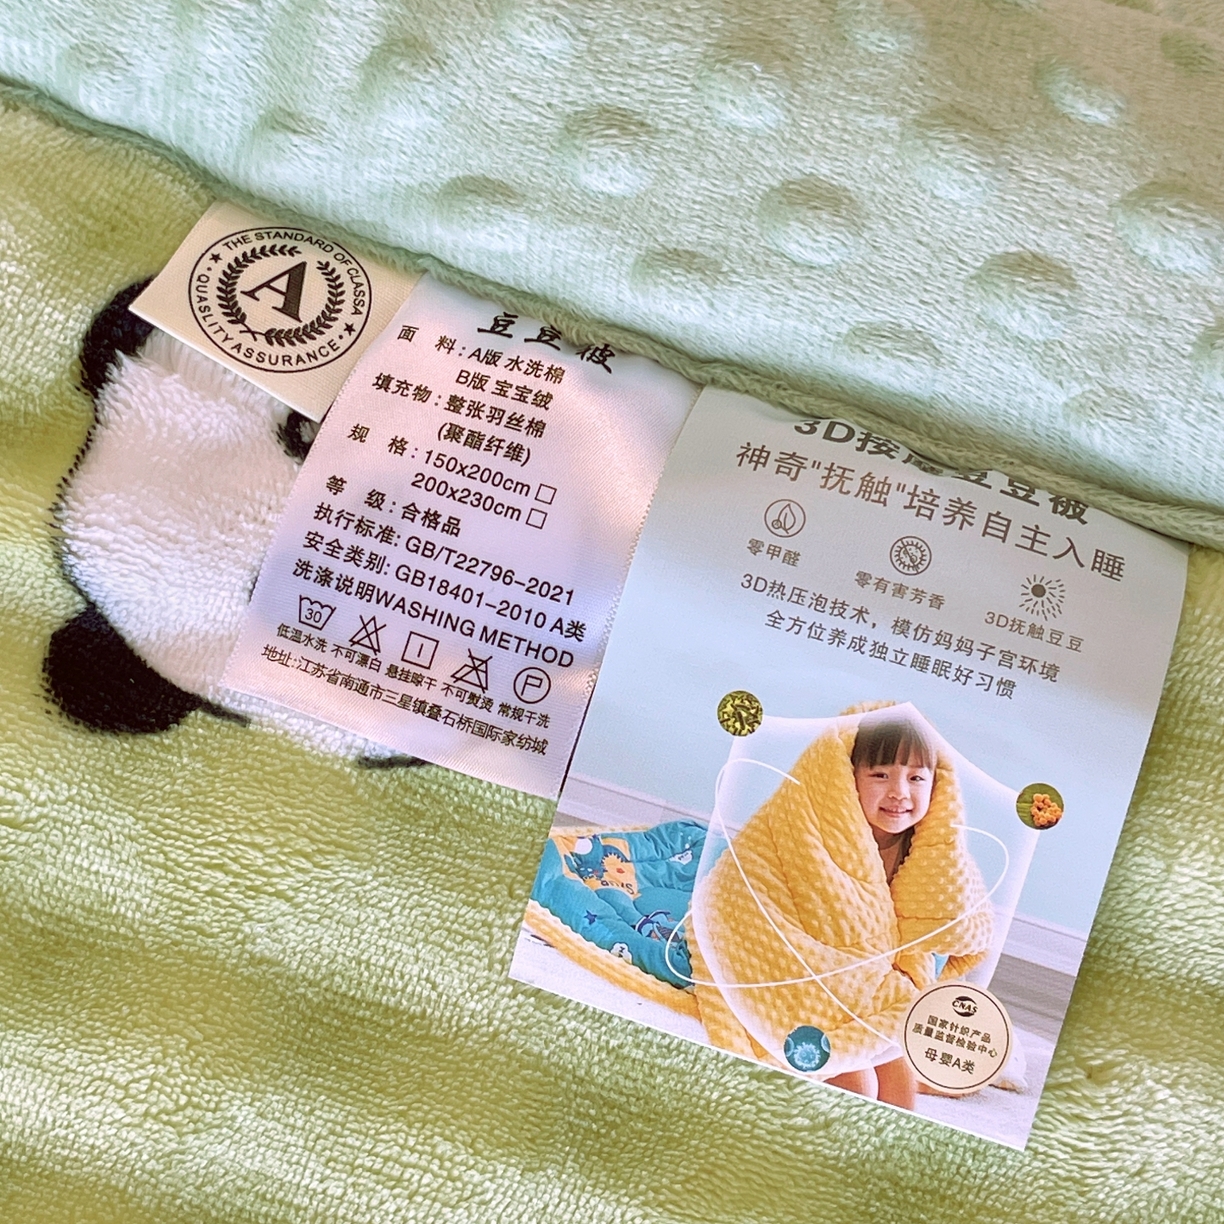 THE STANDARD OF CLASSA
A
QUASLITY ASSURANCE
豆豆被
面 料：A版 水洗棉
B版 宝宝绒
填充物：整张羽丝棉
(聚酯纤维)
规 格：150x200cm □
200x230cm □
等 级：合格品
执行标准: GB/T22796-2021
安全类别: GB18401-2010 A类
洗涤说明WASHING METHOD
30
P
低温水洗 不可漂白 悬挂晾干 不可熨烫 常规干洗
地址:江苏省南通市三星镇叠石桥国际家纺城
3D按摩豆豆被
神奇"抚触"培养自主入睡
零甲醛
零有害芳香
3D抚触豆豆
3D热压泡技术，模仿妈妈子宫环境
全方位养成独立睡眠好习惯
CNAS
国家针织产品
质量监督检验中心
母婴A类